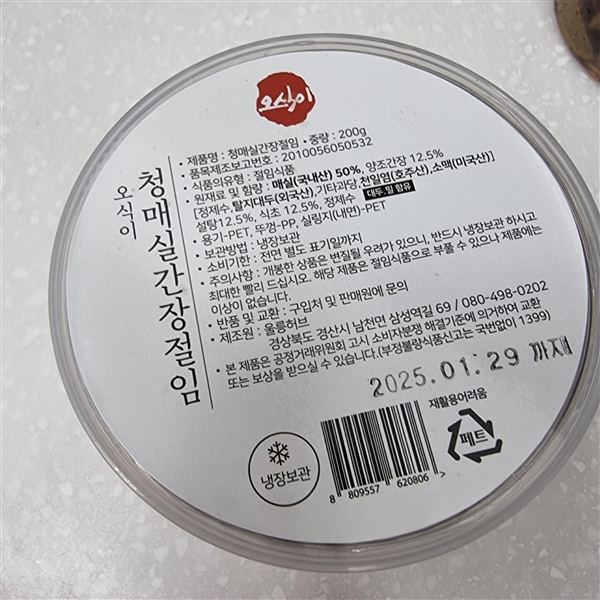 오식이
오식이
청매실간장절임
• 제품명 : 청매실간장절임 • 중량 : 200g
품목제조보고번호 : 2010056050532
• 식품의유형 : 절임식품
• 원재료 및 함량 : 매실(국내산) 50%, 양조간장 12.5%
[정제수, 탈지대두(외국산), 기타과당, 천일염(호주산), 소맥(미국산)]
설탕12.5%, 식초 12.5%, 정제수 대두, 밀 함유
• 용기-PET, 뚜껑-PP, 실링지(내면)-PET
• 보관방법 : 냉장보관
• 소비기한 : 전면 별도 표기일까지
• 주의사항 : 개봉한 상품은 변질될 우려가 있으니, 반드시 냉장보관 하시고
최대한 빨리 드십시오. 해당 제품은 절임식품으로 부풀 수 있으나 제품에는
이상이 없습니다.
• 반품 및 교환 : 구입처 및 판매원에 문의
• 제조원 : 울릉허브
경상북도 경산시 남천면 삼성역길 69 / 080-498-0202
• 본 제품은 공정거래위원회 고시 소비자분쟁 해결기준에 의거하여 교환
또는 보상을 받으실 수 있습니다.(부정불량식품신고는 국번없이 1399)
2025.01.29 까지
재활용어려움
페트
냉장보관
8 809557 620806 >